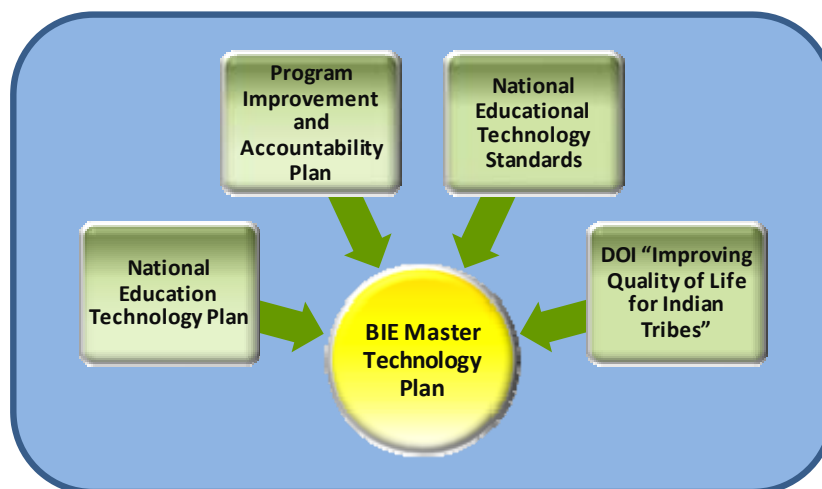 Program
Improvement
and
Accountability
Plan
National
Educational
Technology
Standards
National
Education
Technology Plan
DOI “Improving
Quality of Life
for Indian
Tribes”
BIE Master
Technology
Plan